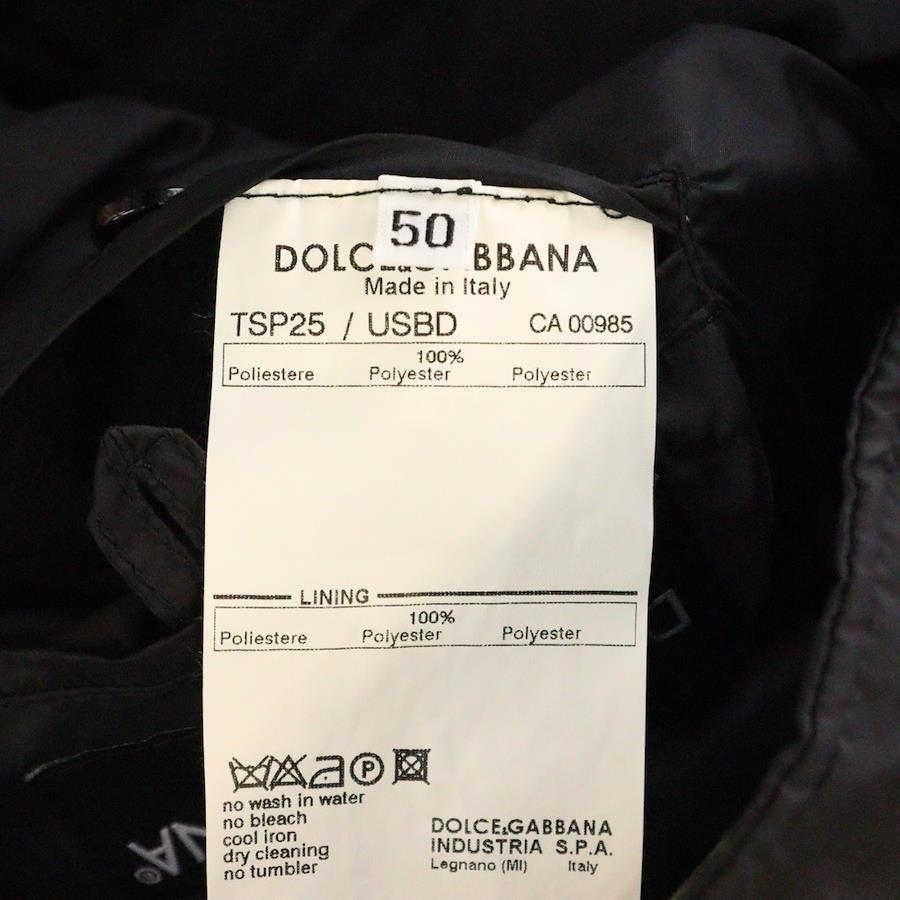 50
DOLCE&GABBANA
Made in Italy
TSP25 / USBD CA 00985
100%
Poliestere Polyester Polyester
LINING
100%
Poliestere Polyester Polyester
P
no wash in water
no bleach
cool iron
dry cleaning
no tumbler
DOLCE&GABBANA
INDUSTRIA S.P.A.
Legnano (MI) Italy
NA®